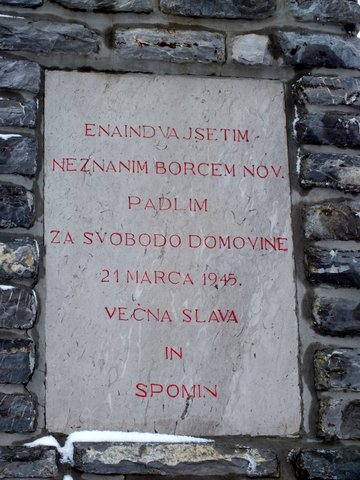 ENAINDVAJSETIM
NEZNANIM BORCEM NOV.
PADLIM
ZA SVOBODO DOMOVINE
21 MARCA 1945.
VEČNA SLAVA
IN
SPOMIN